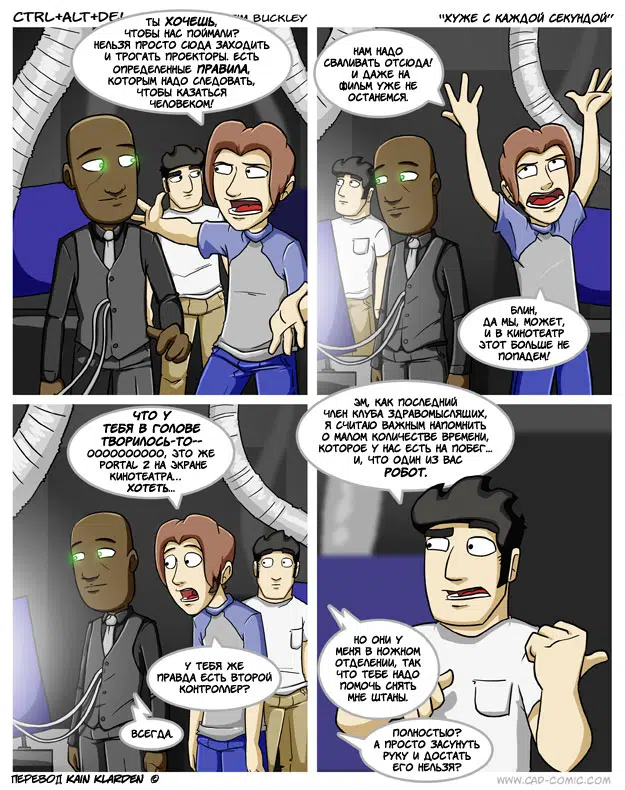 CTRL+ALT+DEL
BUCKLEY
"ХУЖЕ С КАЖДОЙ СЕКУНДОЙ"
ТЫ ХОЧЕШЬ,
ЧТОБЫ НАС ПОЙМАЛИ?
НЕЛЬЗЯ ПРОСТО СЮДА ЗАХОДИТЬ
И ТРОГАТЬ ПРОЕКТОРЫ. ЕСТЬ
ОПРЕДЕЛЕННЫЕ ПРАВИЛА,
КОТОРЫМ НАДО СЛЕДОВАТЬ,
ЧТОБЫ КАЗАТЬСЯ
ЧЕЛОВЕКОМ!
НАМ НАДО
СВАЛИВАТЬ ОТСЮДА!
И ДАЖЕ НА
ФИЛЬМ УЖЕ НЕ
ОСТАНЕМСЯ.
БЛИН,
ДА МЫ, МОЖЕТ,
И В КИНОТЕАТР
ЭТОТ БОЛЬШЕ НЕ
ПОПАДЕМ!
ЧТО У
ТЕБЯ В ГОЛОВЕ
ТВОРИЛОСЬ-ТО--
ОООООООООО, ЭТО ЖЕ
PORTAL 2 НА ЭКРАНЕ
КИНОТЕАТРА...
ХОТЕТЬ...
У ТЕБЯ ЖЕ
ПРАВДА ЕСТЬ ВТОРОЙ
КОНТРОЛЛЕР?
ВСЕГДА.
ЭМ, КАК ПОСЛЕДНИЙ
ЧЛЕН КЛУБА ЗДРАВОМЫСЛЯЩИХ,
Я СЧИТАЮ ВАЖНЫМ НАПОМНИТЬ
О МАЛОМ КОЛИЧЕСТВЕ ВРЕМЕНИ,
КОТОРОЕ У НАС ЕСТЬ НА ПОБЕГ...
И, ЧТО ОДИН ИЗ ВАС
РОБОТ.
НО ОНИ У
МЕНЯ В НОЖНОМ
ОТДЕЛЕНИИ, ТАК
ЧТО ТЕБЕ НАДО
ПОМОЧЬ СНЯТЬ
МНЕ ШТАНЫ.
ПОЛНОСТЬЮ?
А ПРОСТО ЗАСУНУТЬ
РУКУ И ДОСТАТЬ
ЕГО НЕЛЬЗЯ?
ПЕРЕВОД KAIN KLARDEN ©
WWW.CAD-COMIC.COM